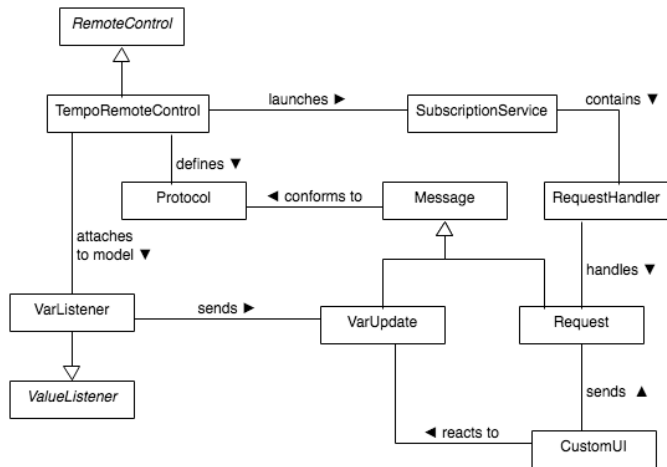 RemoteControl
TempoRemoteControl
launches ►
SubscriptionService
contains ▼
defines ▼
Protocol
◄ conforms to
Message
RequestHandler
attaches
to model ▼
handles ▼
VarListener
sends ►
VarUpdate
Request
ValueListener
sends ▲
◄ reacts to
CustomUI